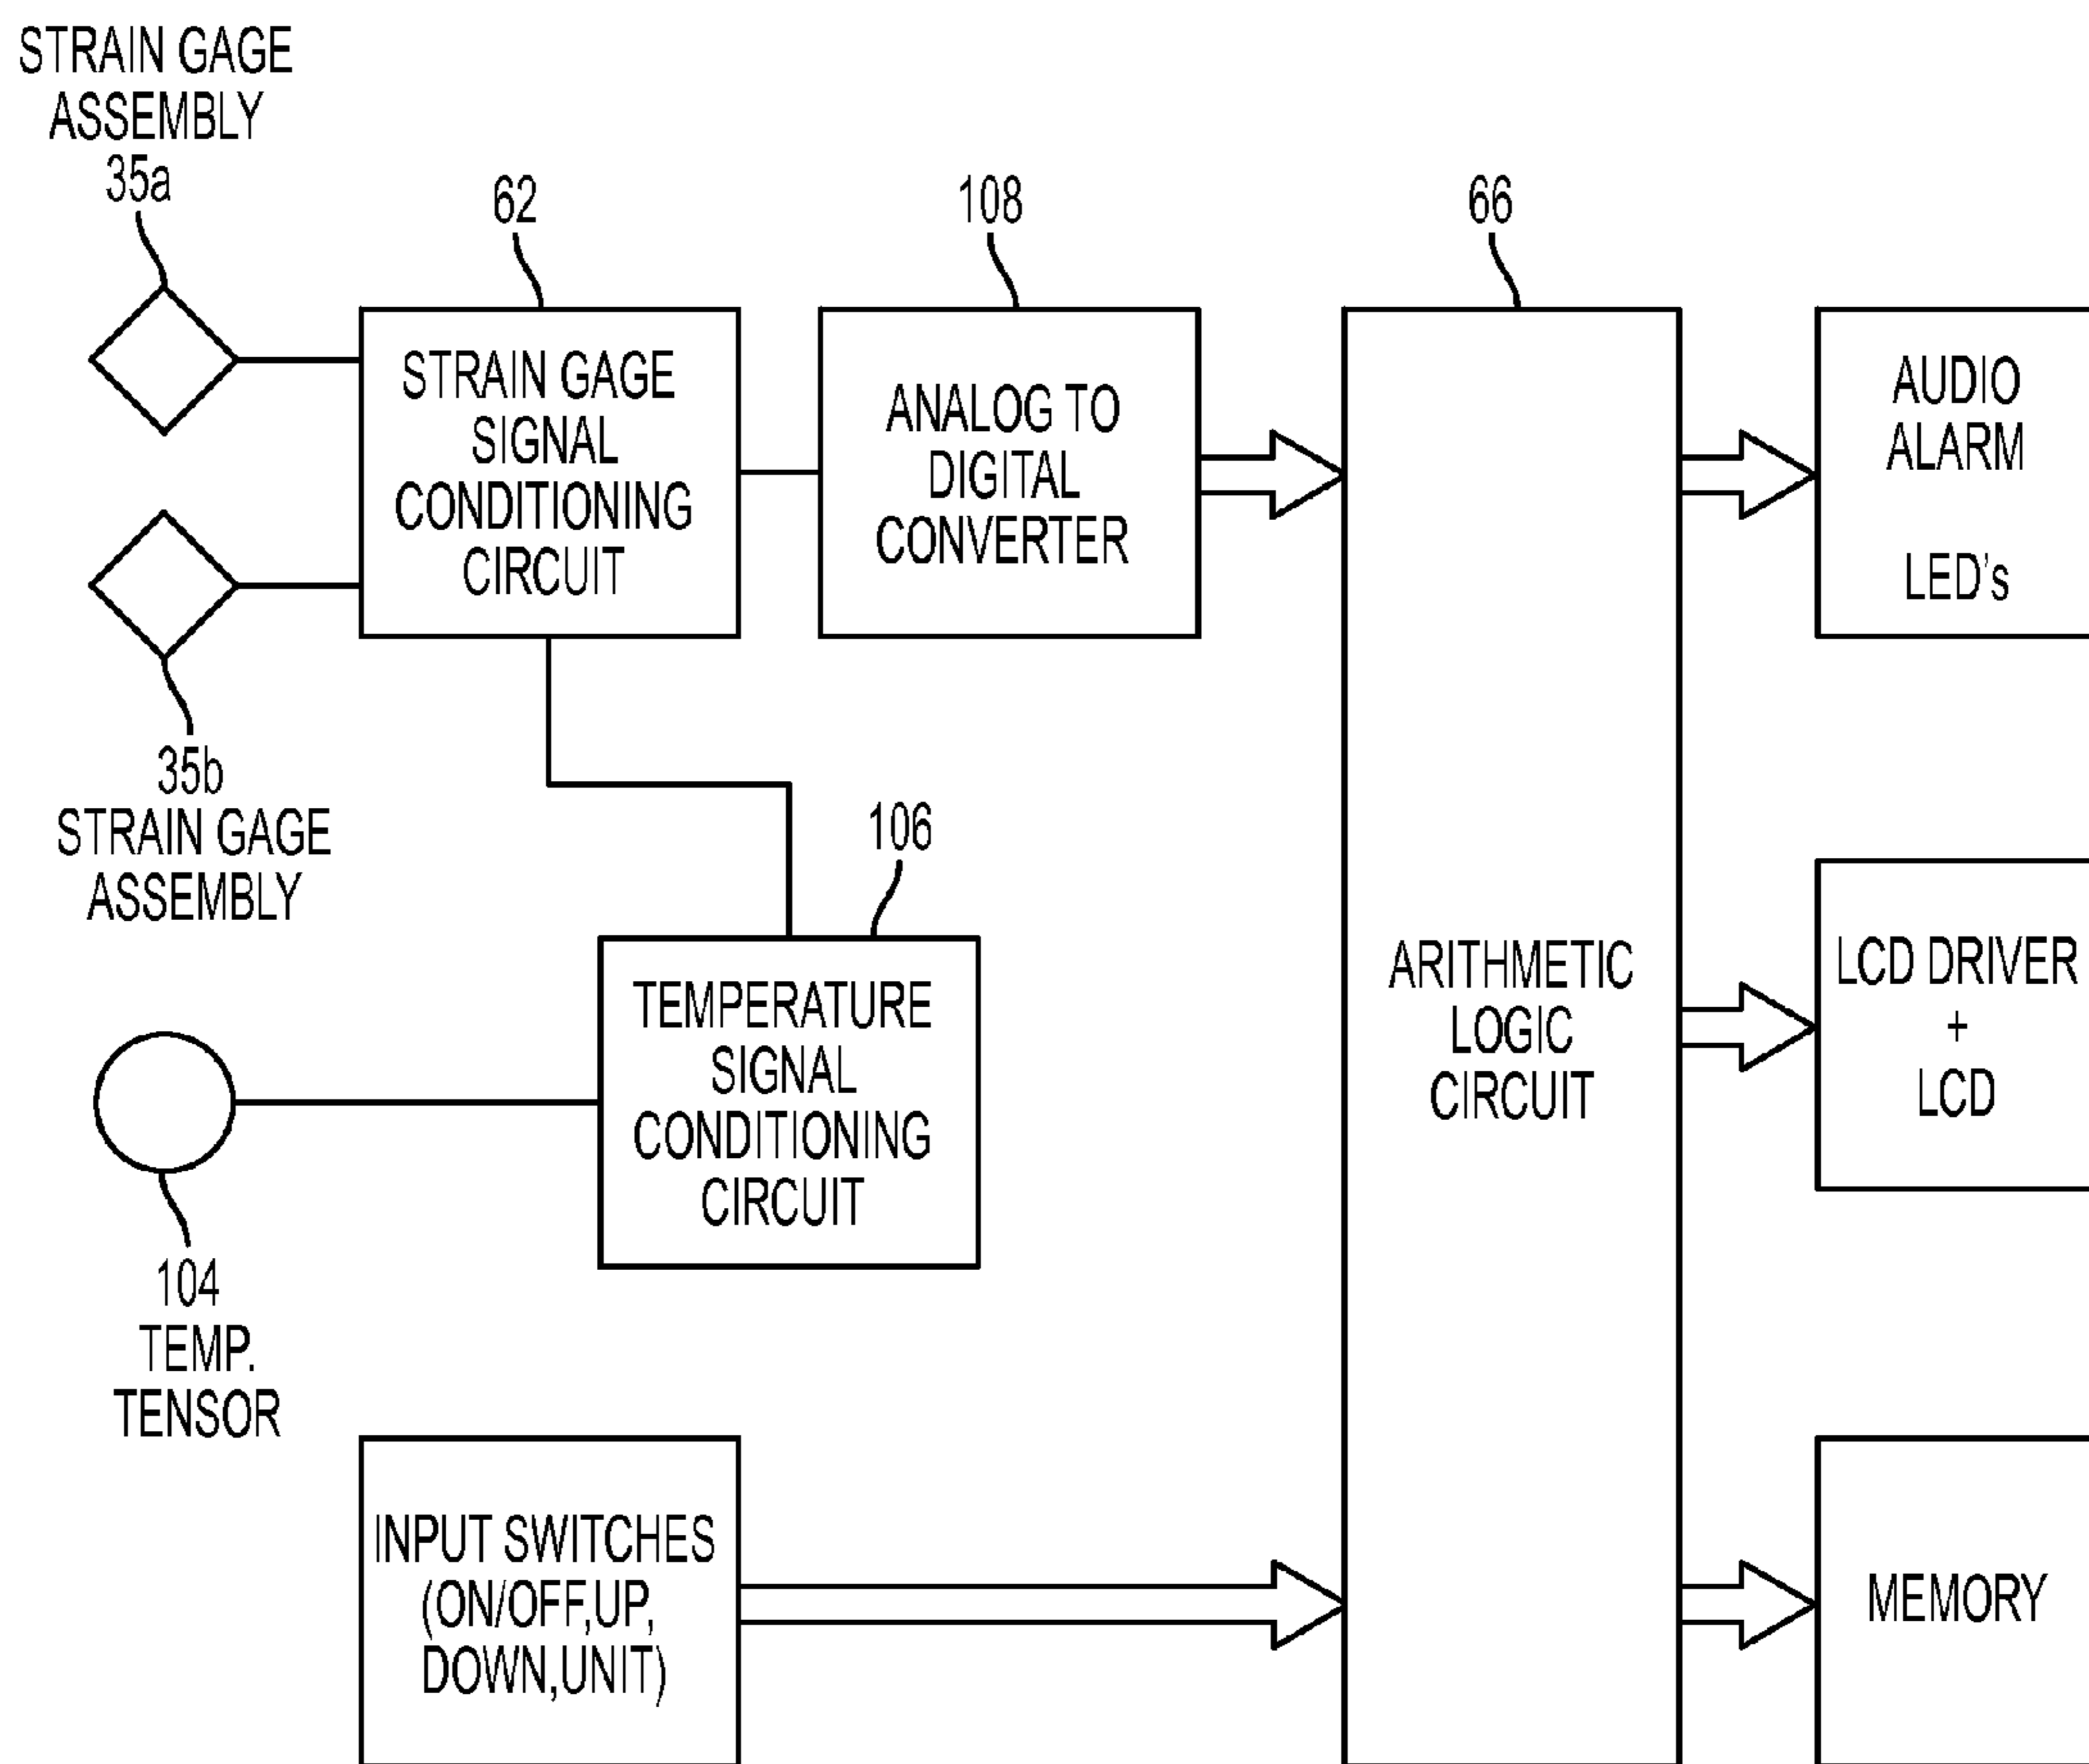 STRAIN GAGE
ASSEMBLY
35a
62
108
66
STRAIN GAGE
SIGNAL
CONDITIONING
CIRCUIT
ANALOG TO
DIGITAL
CONVERTER
AUDIO
ALARM
LED's
35b
STRAIN GAGE
ASSEMBLY
106
TEMPERATURE
SIGNAL
CONDITIONING
CIRCUIT
ARITHMETIC
LOGIC
CIRCUIT
LCD DRIVER
+
LCD
104
TEMP.
TENSOR
INPUT SWITCHES
(ON/OFF,UP,
DOWN,UNIT)
MEMORY